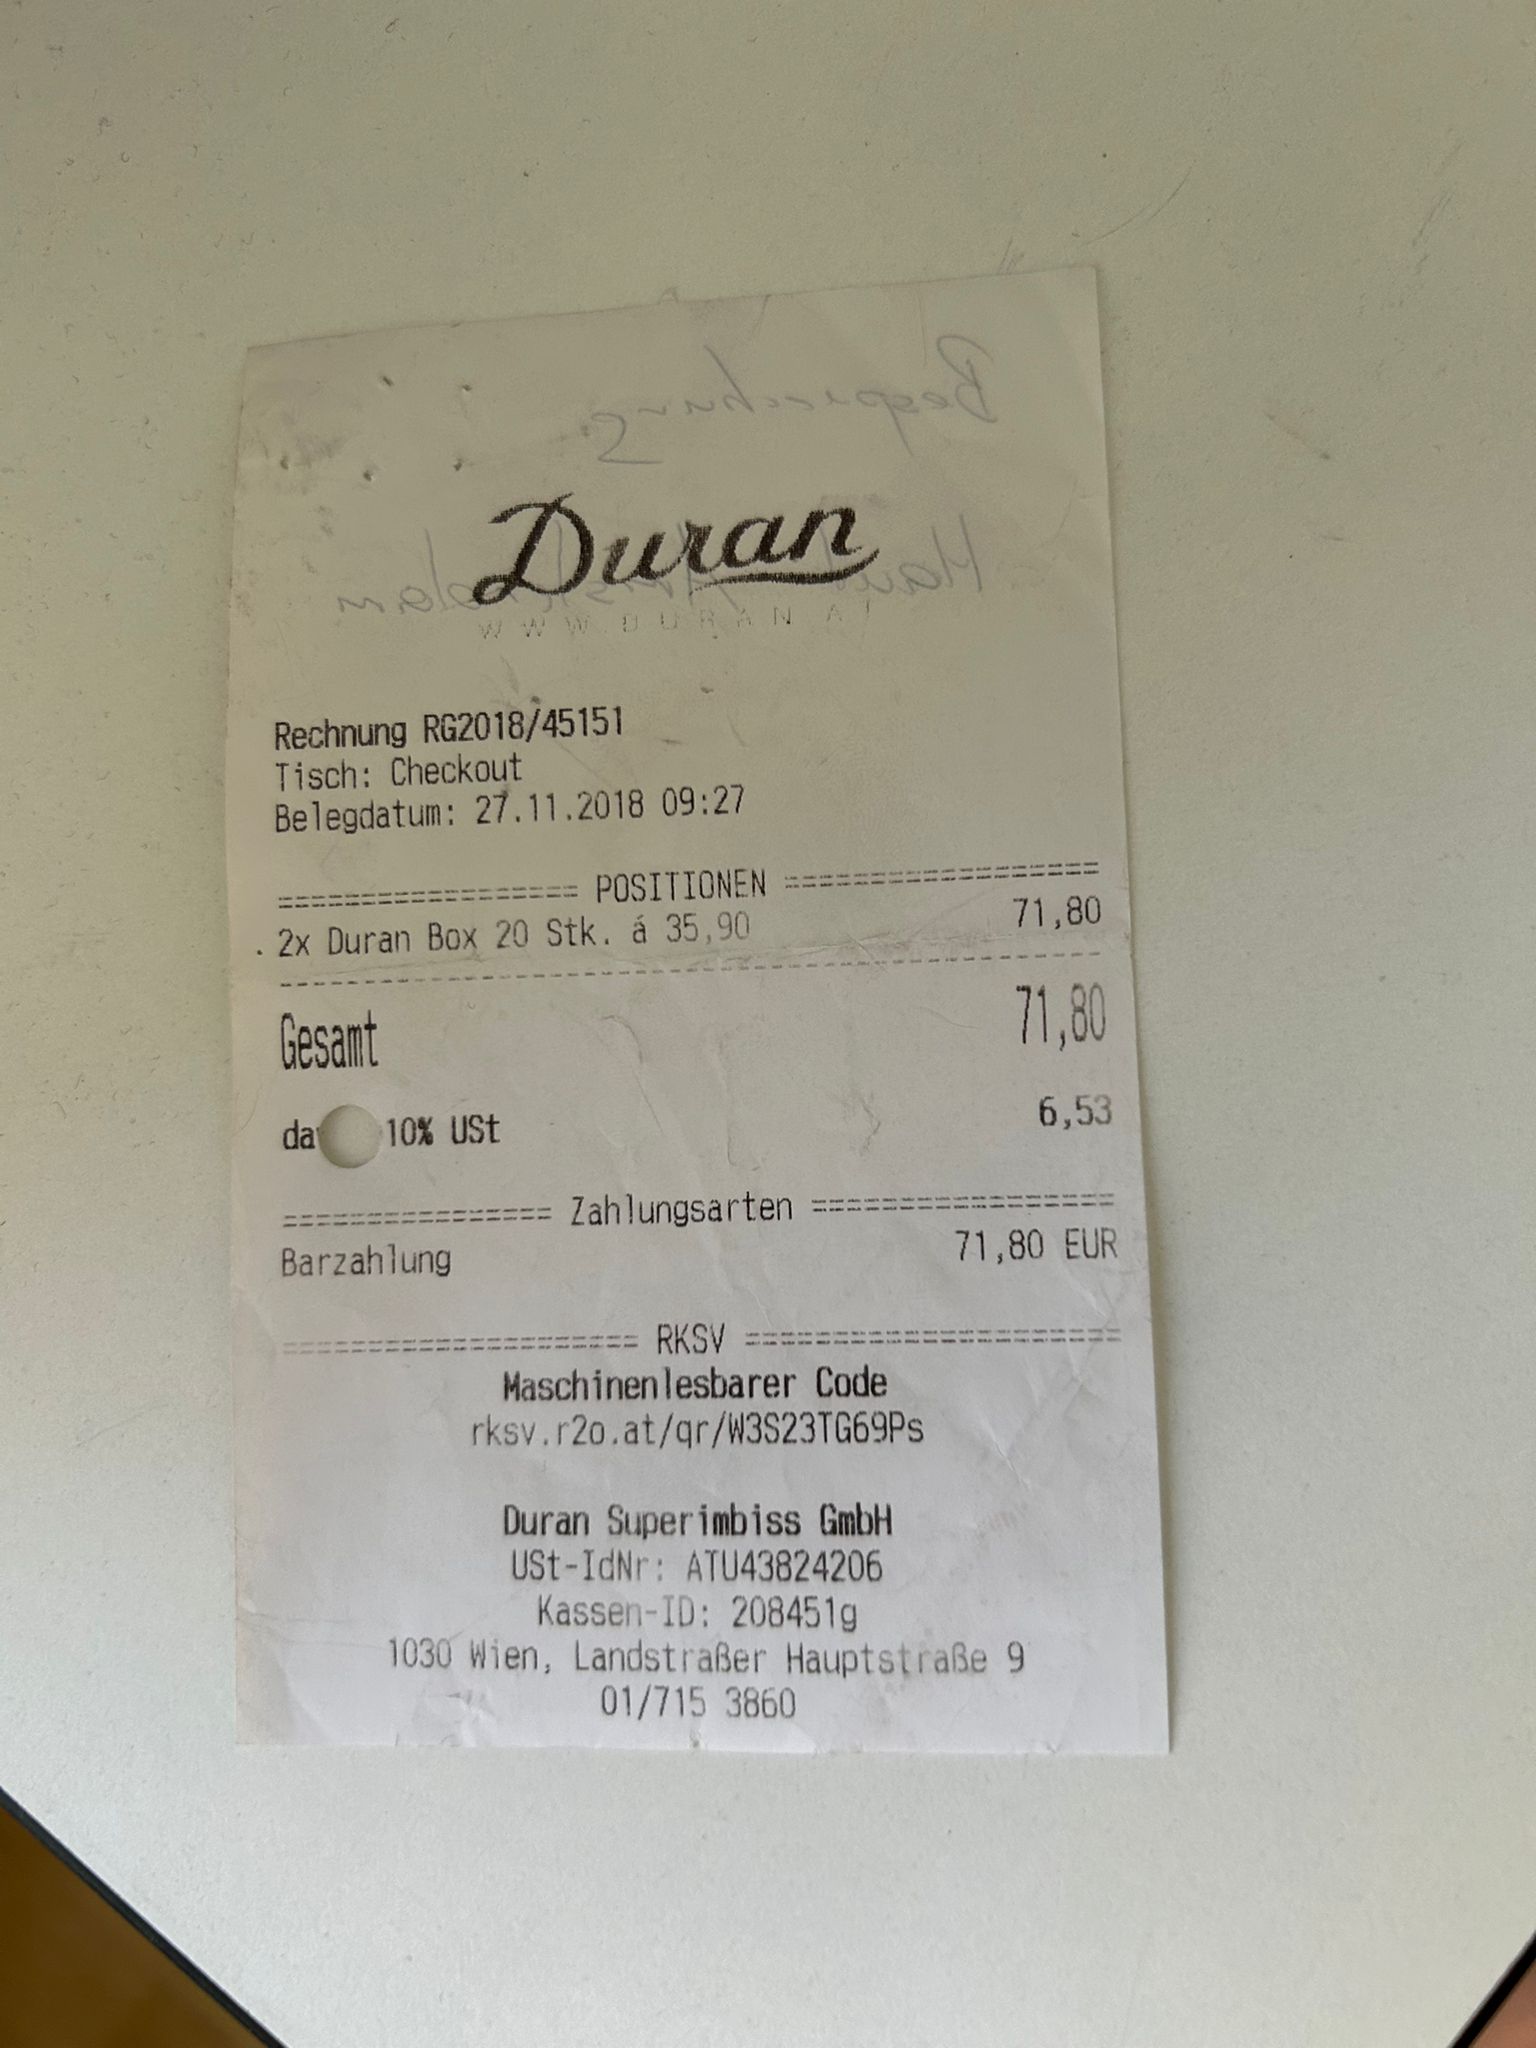 Besprechung
Duran
WWW.DURAN.AT
Rechnung RG2018/45151
Tisch: Checkout
Belegdatum: 27.11.2018 09:27
================== POSITIONEN ===================
2x Duran Box 20 Stk. á 35,90 71,80
Gesamt 71,80
10% USt 6,53
================ Zahlungsarten ==================
Barzahlung 71,80 EUR
===================== RKSV ======================
Maschinenlesbarer Code
rksv.r2o.at/qr/W3S23TG69Ps
Duran Superimbiss GmbH
USt-IdNr: ATU43824206
Kassen-ID: 208451g
1030 Wien, Landstraßer Hauptstraße 9
01/715 3860